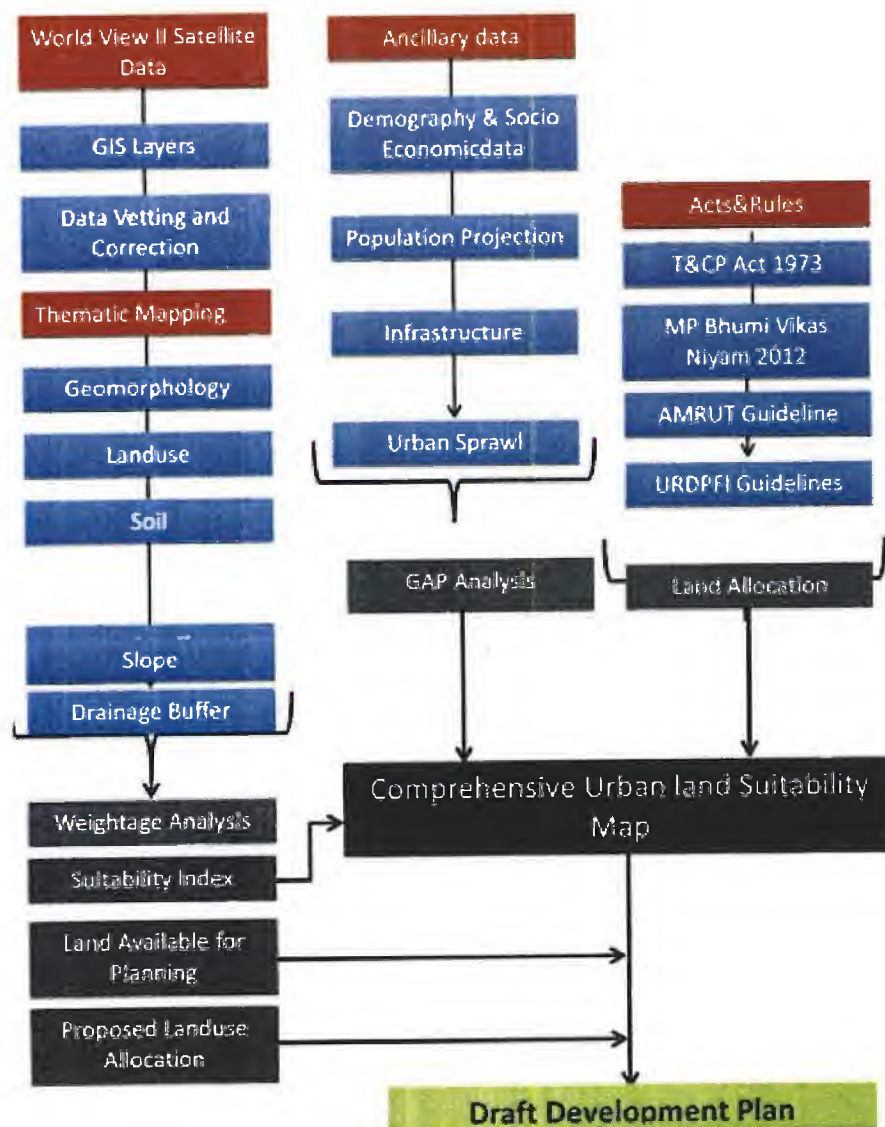 World View II Satellite
Data
GIS Layers
Data Vetting and
Correction
Thematic Mapping
Geomorphology
Landuse
Soil
Slope
Drainage Buffer
Weightage Analysis
Suitability Index
Land Available for
Planning
Proposed Landuse
Allocation
Ancillary data
Demography & Socio
Economicdata
Population Projection
Infrastructure
Urban Sprawl
GAP Analysis
Acts&Rules
T&CP Act 1973
MP Bhumi Vikas
Niyam 2012
AMRUT Guideline
URDPFI Guidelines
Land Allocation
Comprehensive Urban land Suitability
Map
Draft Development Plan